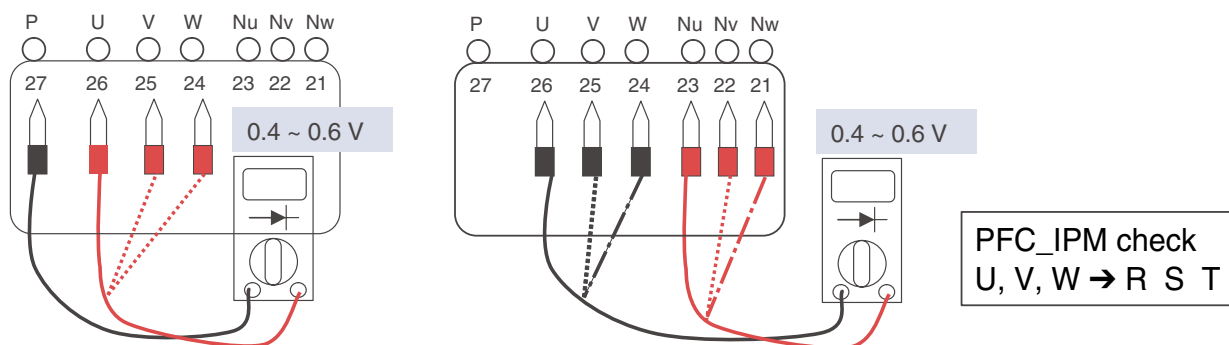 P U V W Nu Nv Nw
27 26 25 24 23 22 21
0.4 ~ 0.6 V
P U V W Nu Nv Nw
27 26 25 24 23 22 21
0.4 ~ 0.6 V
PFC_IPM check
U, V, W ➔ R S T